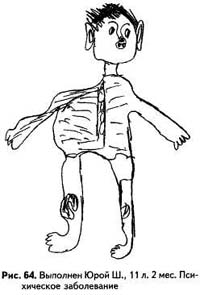 Рис. 64. Выполнен Юрой Ш., 11 л. 2 мес. Пси-
хическое заболевание